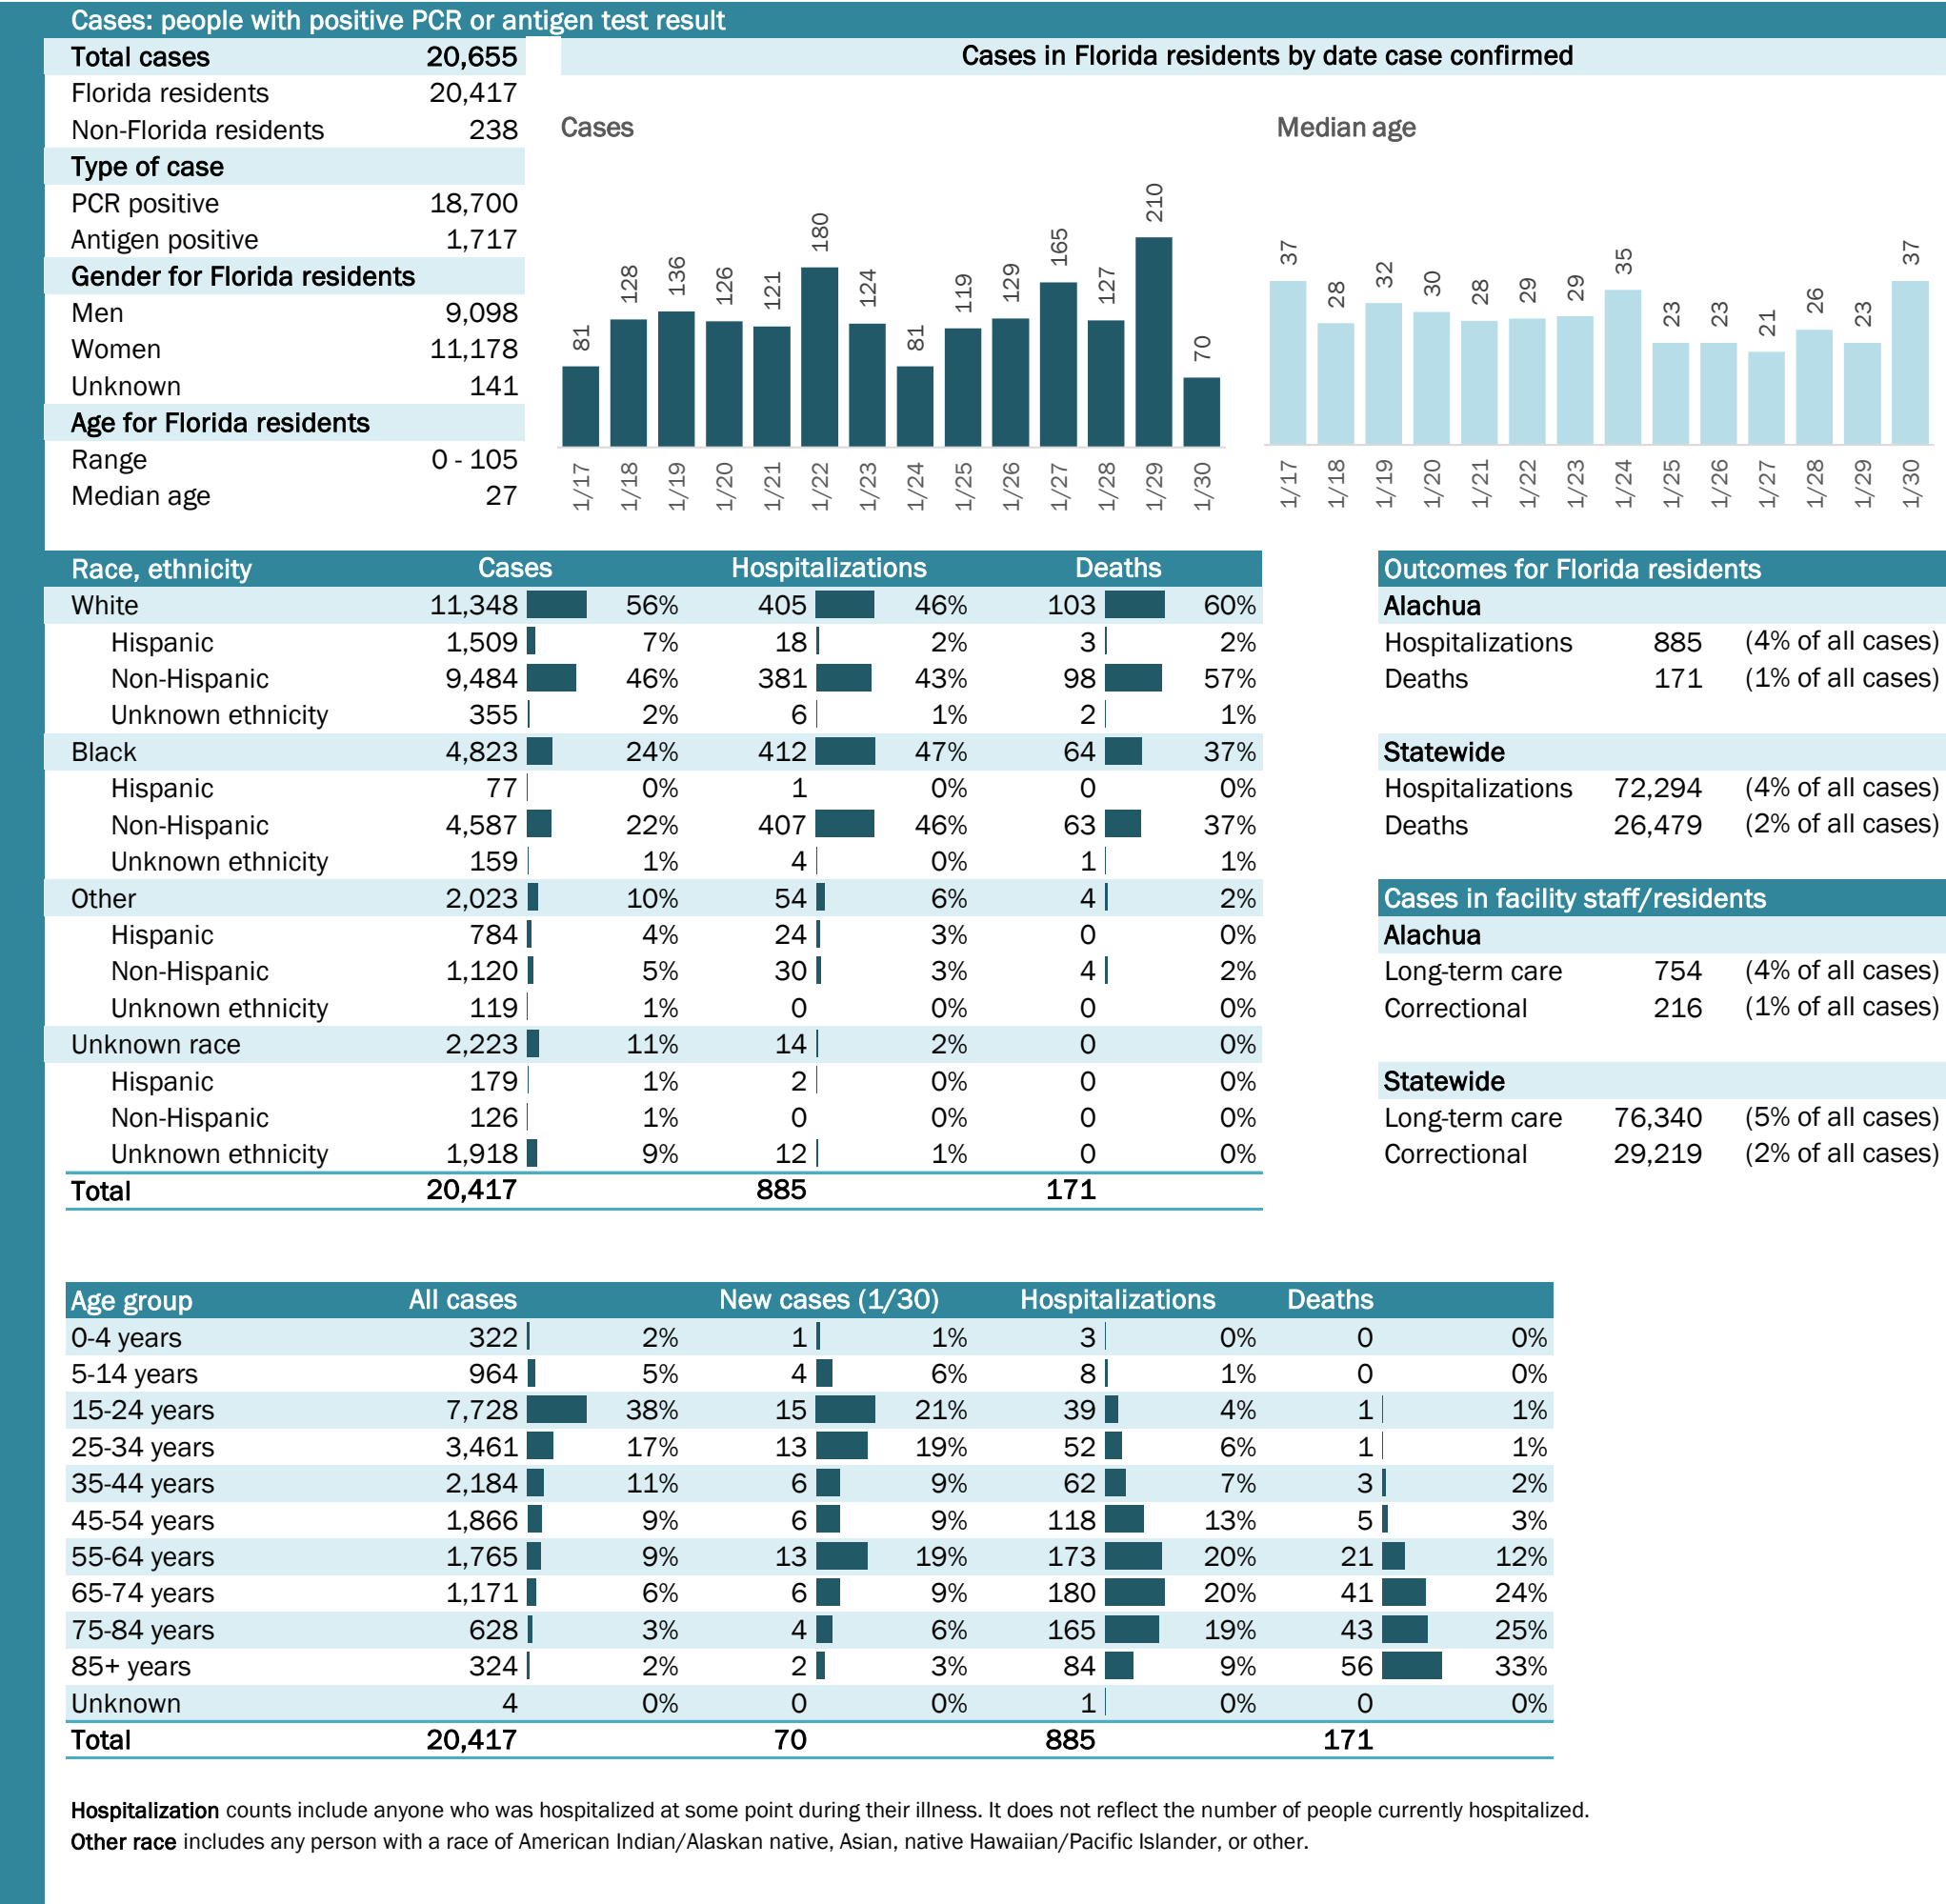 Cases: people with positive PCR or antigen test result
Total cases 20,655
Florida residents 20,417
Non-Florida residents 238
Type of case
PCR positive 18,700
Antigen positive 1,717
Gender for Florida residents
Men 9,098
Women 11,178
Unknown 141
Age for Florida residents
Range 0 - 105
Median age 27
Cases in Florida residents by date case confirmed
Cases
81 128 136 126 121 180 124 81 119 129 165 127 210 70
1/17 1/18 1/19 1/20 1/21 1/22 1/23 1/24 1/25 1/26 1/27 1/28 1/29 1/30
Median age
37 28 32 30 28 29 29 35 23 23 21 26 23 37
1/17 1/18 1/19 1/20 1/21 1/22 1/23 1/24 1/25 1/26 1/27 1/28 1/29 1/30
Race, ethnicity Cases Hospitalizations Deaths
White 11,348 56% 405 46% 103 60%
Hispanic 1,509 7% 18 2% 3 2%
Non-Hispanic 9,484 46% 381 43% 98 57%
Unknown ethnicity 355 2% 6 1% 2 1%
Black 4,823 24% 412 47% 64 37%
Hispanic 77 0% 1 0% 0 0%
Non-Hispanic 4,587 22% 407 46% 63 37%
Unknown ethnicity 159 1% 4 0% 1 1%
Other 2,023 10% 54 6% 4 2%
Hispanic 784 4% 24 3% 0 0%
Non-Hispanic 1,120 5% 30 3% 4 2%
Unknown ethnicity 119 1% 0 0% 0 0%
Unknown race 2,223 11% 14 2% 0 0%
Hispanic 179 1% 2 0% 0 0%
Non-Hispanic 126 1% 0 0% 0 0%
Unknown ethnicity 1,918 9% 12 1% 0 0%
Total 20,417 885 171
Outcomes for Florida residents
Alachua
Hospitalizations 885 (4% of all cases)
Deaths 171 (1% of all cases)
Statewide
Hospitalizations 72,294 (4% of all cases)
Deaths 26,479 (2% of all cases)
Cases in facility staff/residents
Alachua
Long-term care 754 (4% of all cases)
Correctional 216 (1% of all cases)
Statewide
Long-term care 76,340 (5% of all cases)
Correctional 29,219 (2% of all cases)
Age group All cases New cases (1/30) Hospitalizations Deaths
0-4 years 322 2% 1 1% 3 0% 0 0%
5-14 years 964 5% 4 6% 8 1% 0 0%
15-24 years 7,728 38% 15 21% 39 4% 1 1%
25-34 years 3,461 17% 13 19% 52 6% 1 1%
35-44 years 2,184 11% 6 9% 62 7% 3 2%
45-54 years 1,866 9% 6 9% 118 13% 5 3%
55-64 years 1,765 9% 13 19% 173 20% 21 12%
65-74 years 1,171 6% 6 9% 180 20% 41 24%
75-84 years 628 3% 4 6% 165 19% 43 25%
85+ years 324 2% 2 3% 84 9% 56 33%
Unknown 4 0% 0 0% 1 0% 0 0%
Total 20,417 70 885 171
Hospitalization counts include anyone who was hospitalized at some point during their illness. It does not reflect the number of people currently hospitalized.
Other race includes any person with a race of American Indian/Alaskan native, Asian, native Hawaiian/Pacific Islander, or other.